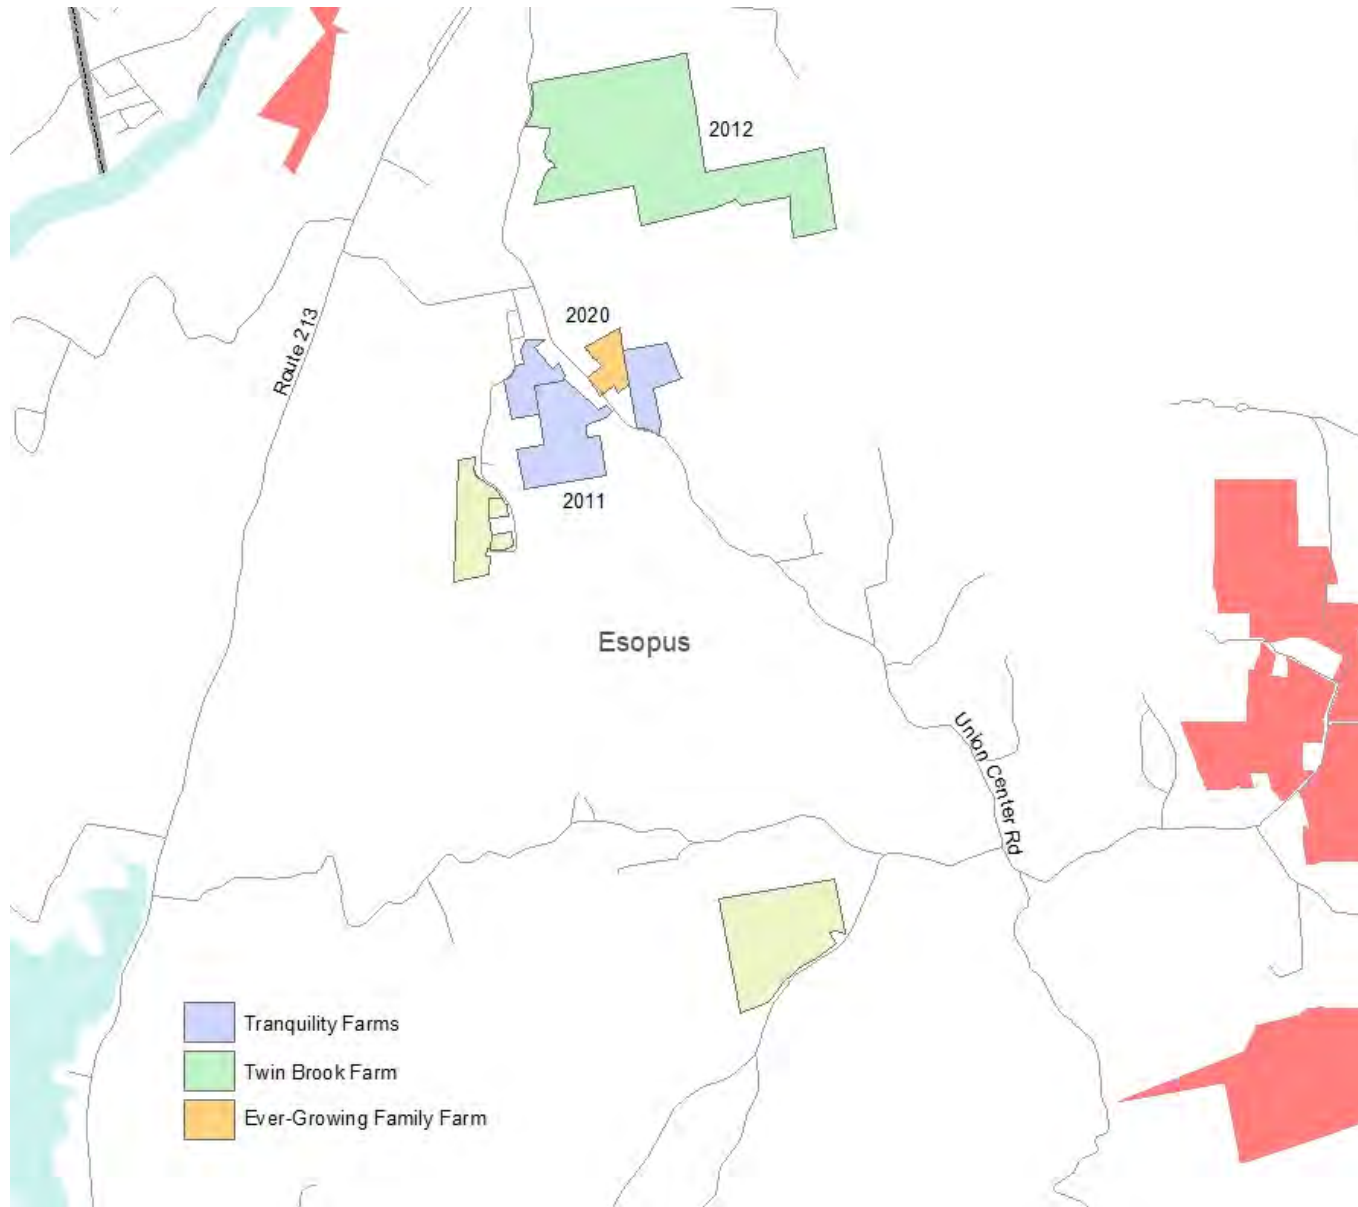 2012
2020
Route 213
2011
Esopus
Union Center Rd
Tranquility Farms
Twin Brook Farm
Ever-Growing Family Farm